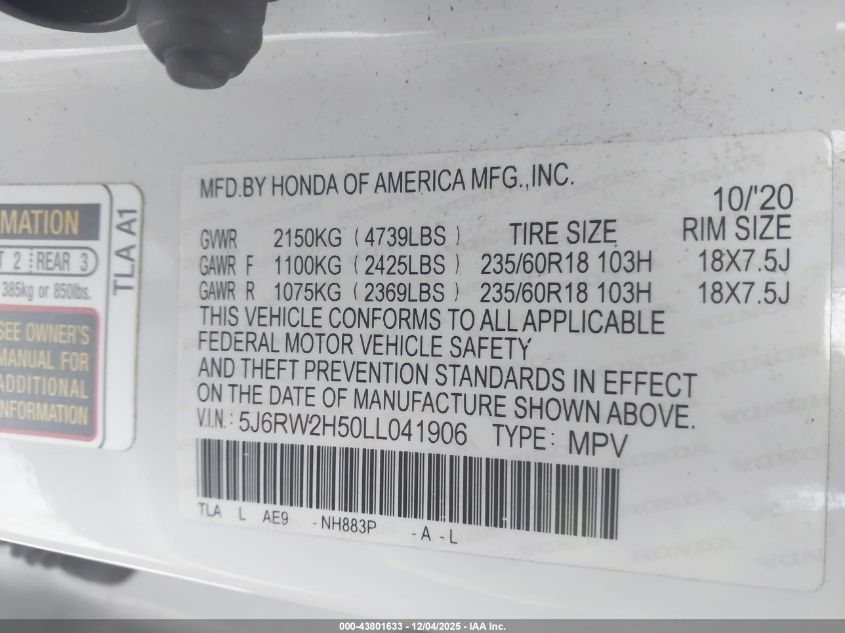 MFD.BY HONDA OF AMERICA MFG.,INC.
10/'20
GVWR 2150KG (4739LBS) TIRE SIZE RIM SIZE
GAWR F 1100KG (2425LBS) 235/60R18 103H 18X7.5J
GAWR R 1075KG (2369LBS) 235/60R18 103H 18X7.5J
THIS VEHICLE CONFORMS TO ALL APPLICABLE
FEDERAL MOTOR VEHICLE SAFETY
AND THEFT PREVENTION STANDARDS IN EFFECT
ON THE DATE OF MANUFACTURE SHOWN ABOVE.
V.I.N.: 5J6RW2H50LL041906 TYPE: MPV
TLA L AE9 -NH883P -A -L
MATION
T 2 REAR 3
385kg or 850lbs.
SEE OWNER'S
MANUAL FOR
ADDITIONAL
INFORMATION
TLA A1
000-43801633 - 12/04/2025 - IAA Inc.